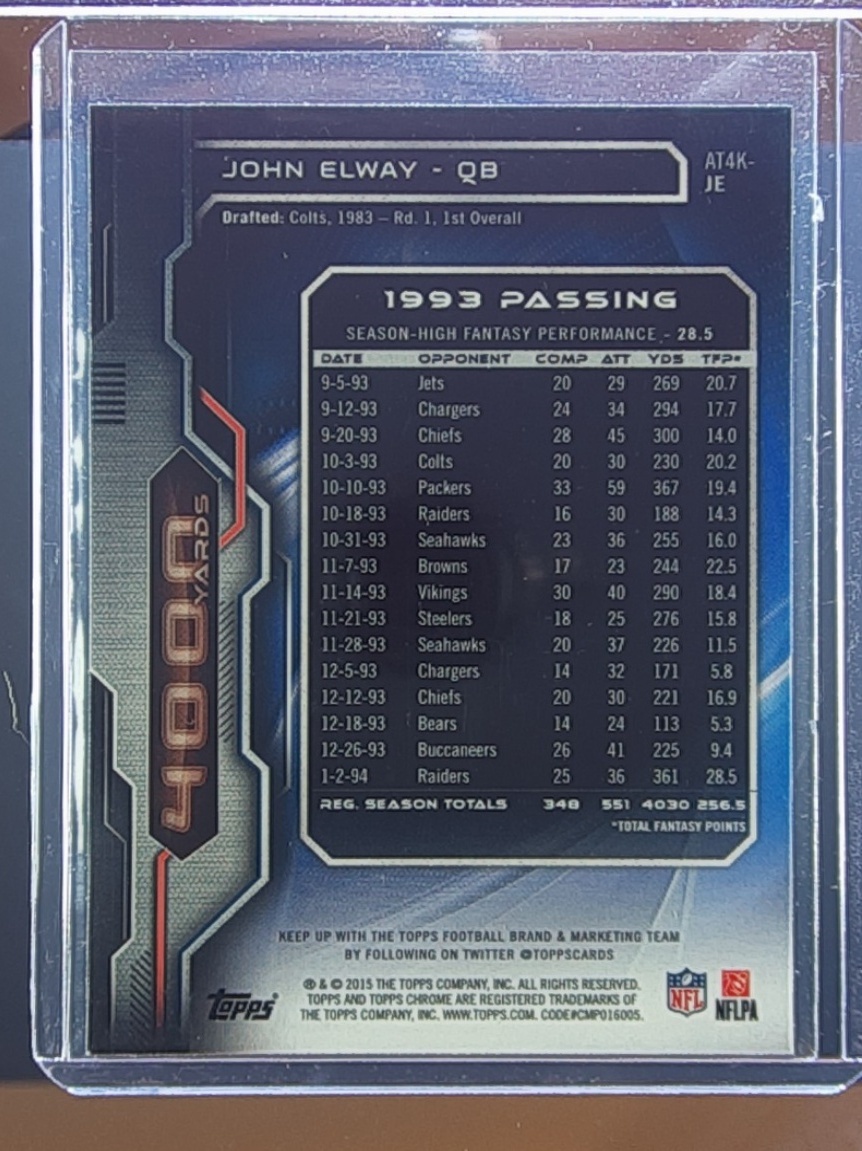 JOHN ELWAY - QB
AT4K-
JE
Drafted: Colts, 1983 – Rd. 1, 1st Overall
1993 PASSING
SEASON-HIGH FANTASY PERFORMANCE - 28.5
DATE OPPONENT COMP ATT YDS TFP*
9-5-93 Jets 20 29 269 20.7
9-12-93 Chargers 24 34 294 17.7
9-20-93 Chiefs 28 45 300 14.0
10-3-93 Colts 20 30 230 20.2
10-10-93 Packers 33 59 367 19.4
10-18-93 Raiders 16 30 188 14.3
10-31-93 Seahawks 23 36 255 16.0
11-7-93 Browns 17 23 244 22.5
11-14-93 Vikings 30 40 290 18.4
11-21-93 Steelers 18 25 276 15.8
11-28-93 Seahawks 20 37 226 11.5
12-5-93 Chargers 14 32 171 5.8
12-12-93 Chiefs 20 30 221 16.9
12-18-93 Bears 14 24 113 5.3
12-26-93 Buccaneers 26 41 225 9.4
1-2-94 Raiders 25 36 361 28.5
REG. SEASON TOTALS 348 551 4030 256.5
*TOTAL FANTASY POINTS
4000
YARDS
KEEP UP WITH THE TOPPS FOOTBALL BRAND & MARKETING TEAM
BY FOLLOWING ON TWITTER @TOPPSCARDS
® & © 2015 THE TOPPS COMPANY, INC. ALL RIGHTS RESERVED.
TOPPS AND TOPPS CHROME ARE REGISTERED TRADEMARKS OF
THE TOPPS COMPANY, INC. WWW.TOPPS.COM. CODE#CMP016005.
Topps
NFL
NFLPA